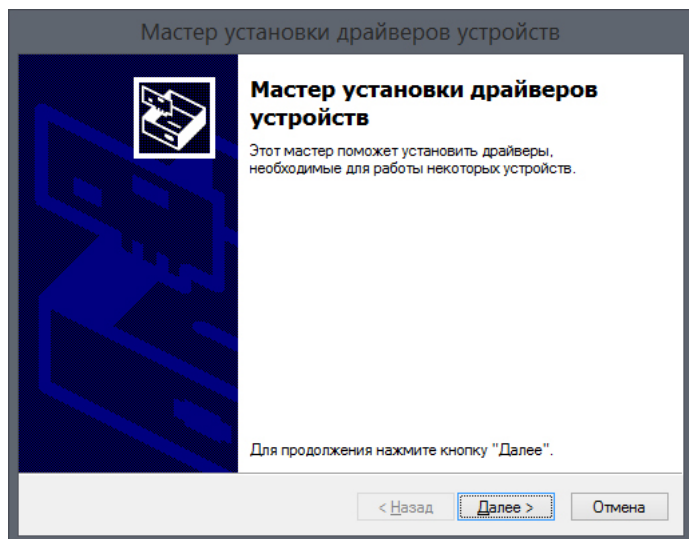 Мастер установки драйверов устройств
Мастер установки драйверов
устройств
Этот мастер поможет установить драйверы,
необходимые для работы некоторых устройств.
Для продолжения нажмите кнопку "Далее".
< Назад
Далее >
Отмена